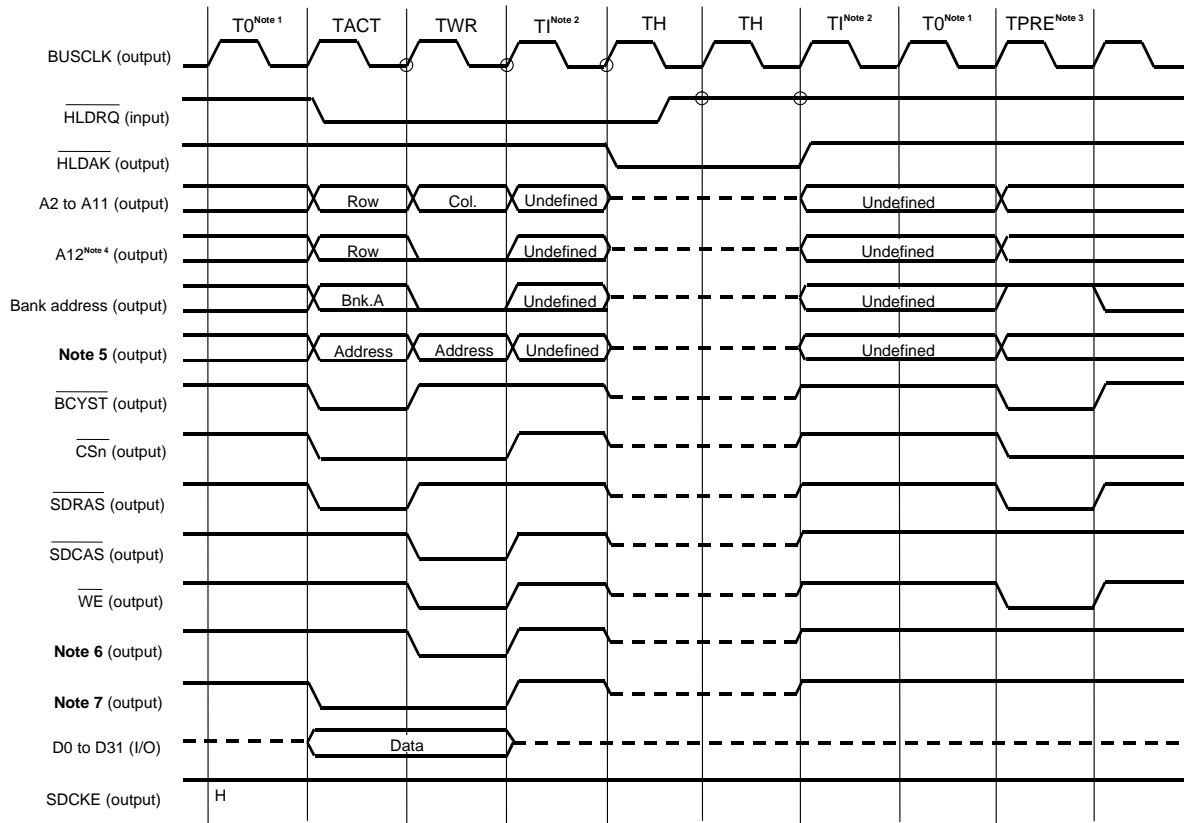 T0Note 1 TACT TWR TINote 2 TH TH TINote 2 T0Note 1 TPRENote 3
BUSCLK (output)
HLDRQ (input)
HLDAK (output)
A2 to A11 (output) Row Col. Undefined Undefined
A12Note 4 (output) Row Undefined Undefined
Bank address (output) Bnk.A Undefined Undefined
Note 5 (output) Address Address Undefined Undefined
BCYST (output)
CSn (output)
SDRAS (output)
SDCAS (output)
WE (output)
Note 6 (output)
Note 7 (output)
D0 to D31 (I/O) Data
SDCKE (output) H